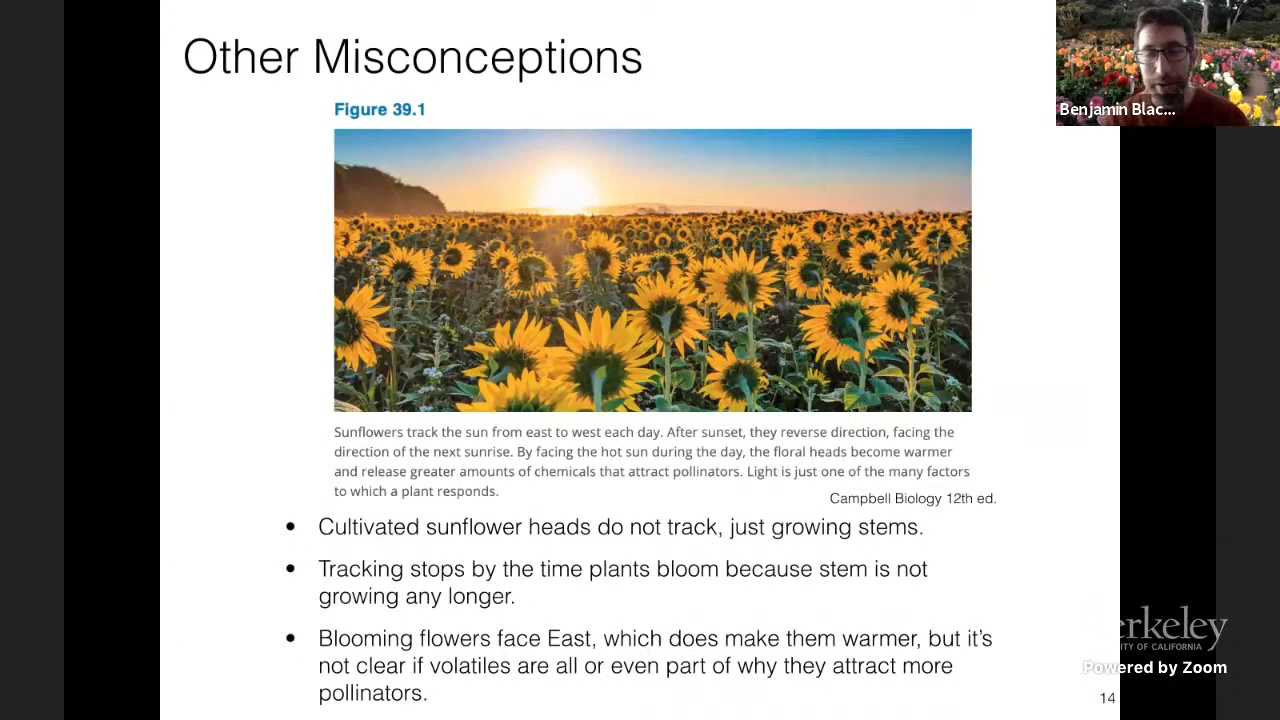 Other Misconceptions
Benjamin Blac...
Figure 39.1
Sunflowers track the sun from east to west each day. After sunset, they reverse direction, facing the
direction of the next sunrise. By facing the hot sun during the day, the floral heads become warmer
and release greater amounts of chemicals that attract pollinators. Light is just one of the many factors
to which a plant responds.
Campbell Biology 12th ed.
• Cultivated sunflower heads do not track, just growing stems.
• Tracking stops by the time plants bloom because stem is not
growing any longer.
• Blooming flowers face East, which does make them warmer, but it's
not clear if volatiles are all or even part of why they attract more
pollinators.
erkeley
ITY OF CALIFORNIA
Powered by Zoom
14